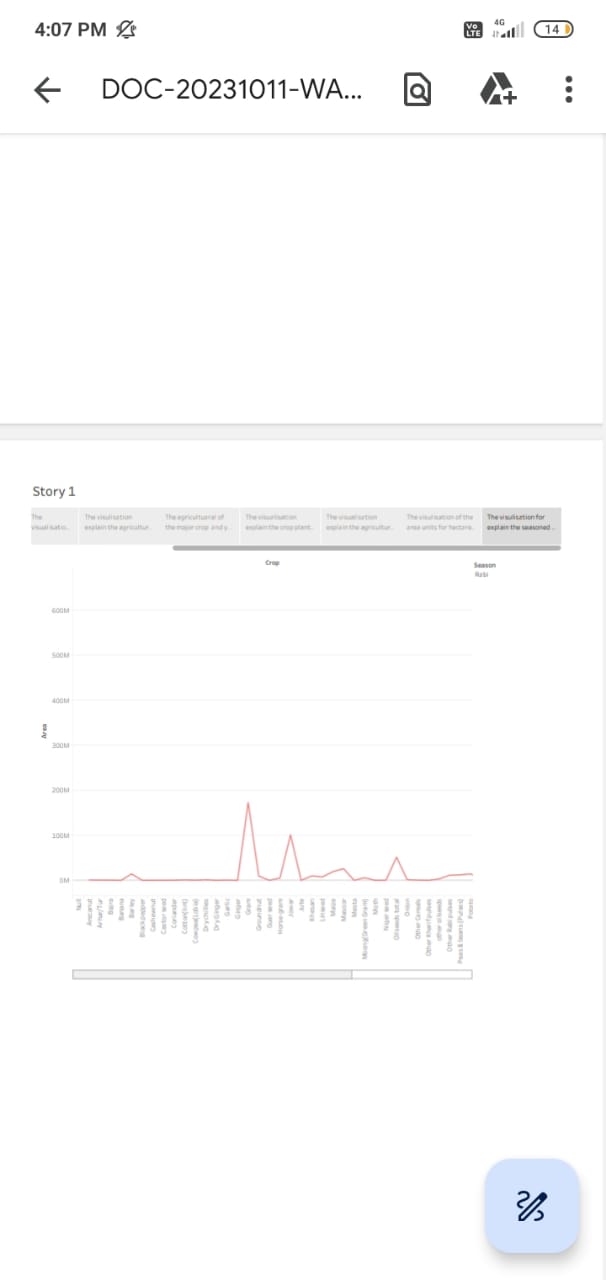 4:07 PM
Vo LTE 4G 14
DOC-20231011-WA...
Story 1
The visualisatio..
The visulisation explain the agricultur..
The agricultueral of the major crop and y..
The visualisation explain the crop plant..
The visualisation explain the agricultur..
The visulisation of the area units for hectare..
The visulisztion for explain the seasoned ..
Crop
Season
Rabi
600M
500M
400M
Area
300M
200M
100M
0M
Null
Arecanut
Arhar/Tur
Bajra
Banana
Barley
Black pepper
Cashewnut
Castor seed
Coriander
Cotton(lint)
Cowpea(Lobia)
Dry chillies
Dry Ginger
Garlic
Ginger
Gram
Groundnut
Guar seed
Horse-gram
Jowar
Jute
Khesari
Linseed
Maize
Masoor
Mesta
Moong(Green Gram)
Moth
Niger seed
Oilseeds total
Onion
Other Cereals
Other Kharif pulses
other oilseeds
Other Rabi pulses
Peas & beans (Pulses)
Potato